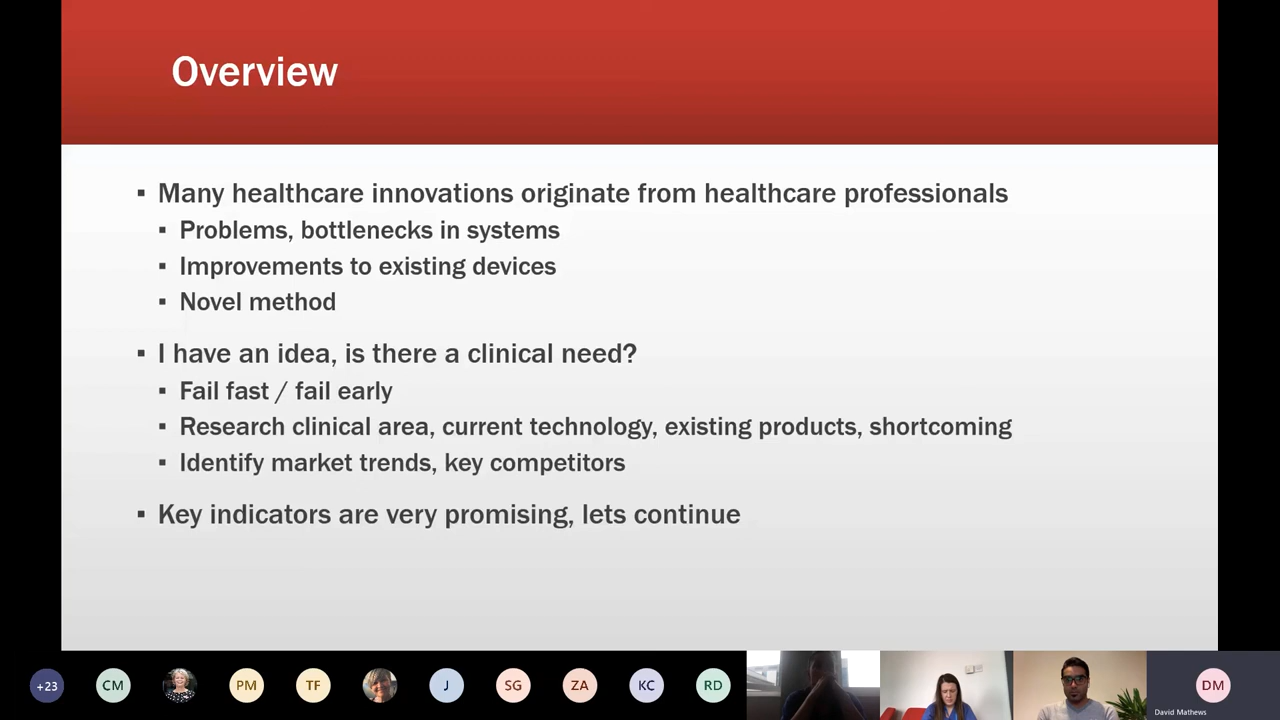 Overview
Many healthcare innovations originate from healthcare professionals
Problems, bottlenecks in systems
Improvements to existing devices
Novel method
I have an idea, is there a clinical need?
Fail fast / fail early
Research clinical area, current technology, existing products, shortcoming
Identify market trends, key competitors
Key indicators are very promising, lets continue
+23
CM
PM
TF
J
SG
ZA
KC
RD
DM
David Mathews